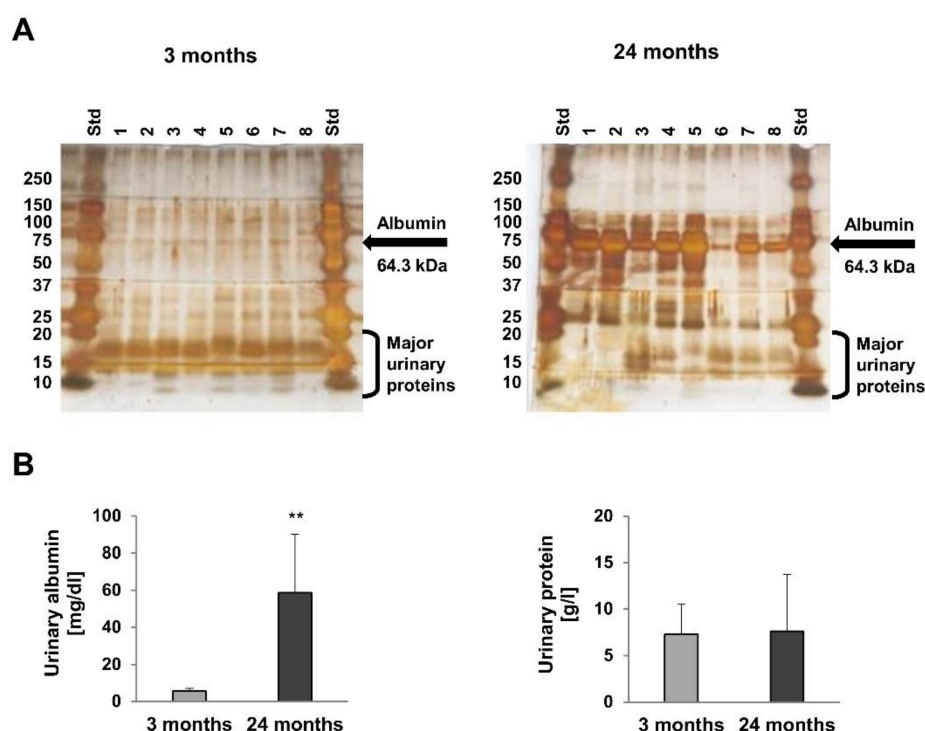 A
3 months
24 months
Std 1 2 3 4 5 6 7 8 Std
Std 1 2 3 4 5 6 7 8 Std
250
150
100
75
50
37
25
20
15
10
Albumin
64.3 kDa
Major
urinary
proteins
250
150
100
75
50
37
25
20
15
10
Albumin
64.3 kDa
Major
urinary
proteins
B
Urinary albumin
[mg/dl]
100
80
60
40
20
0
**
3 months 24 months
Urinary protein
[g/l]
20
15
10
5
0
3 months 24 months